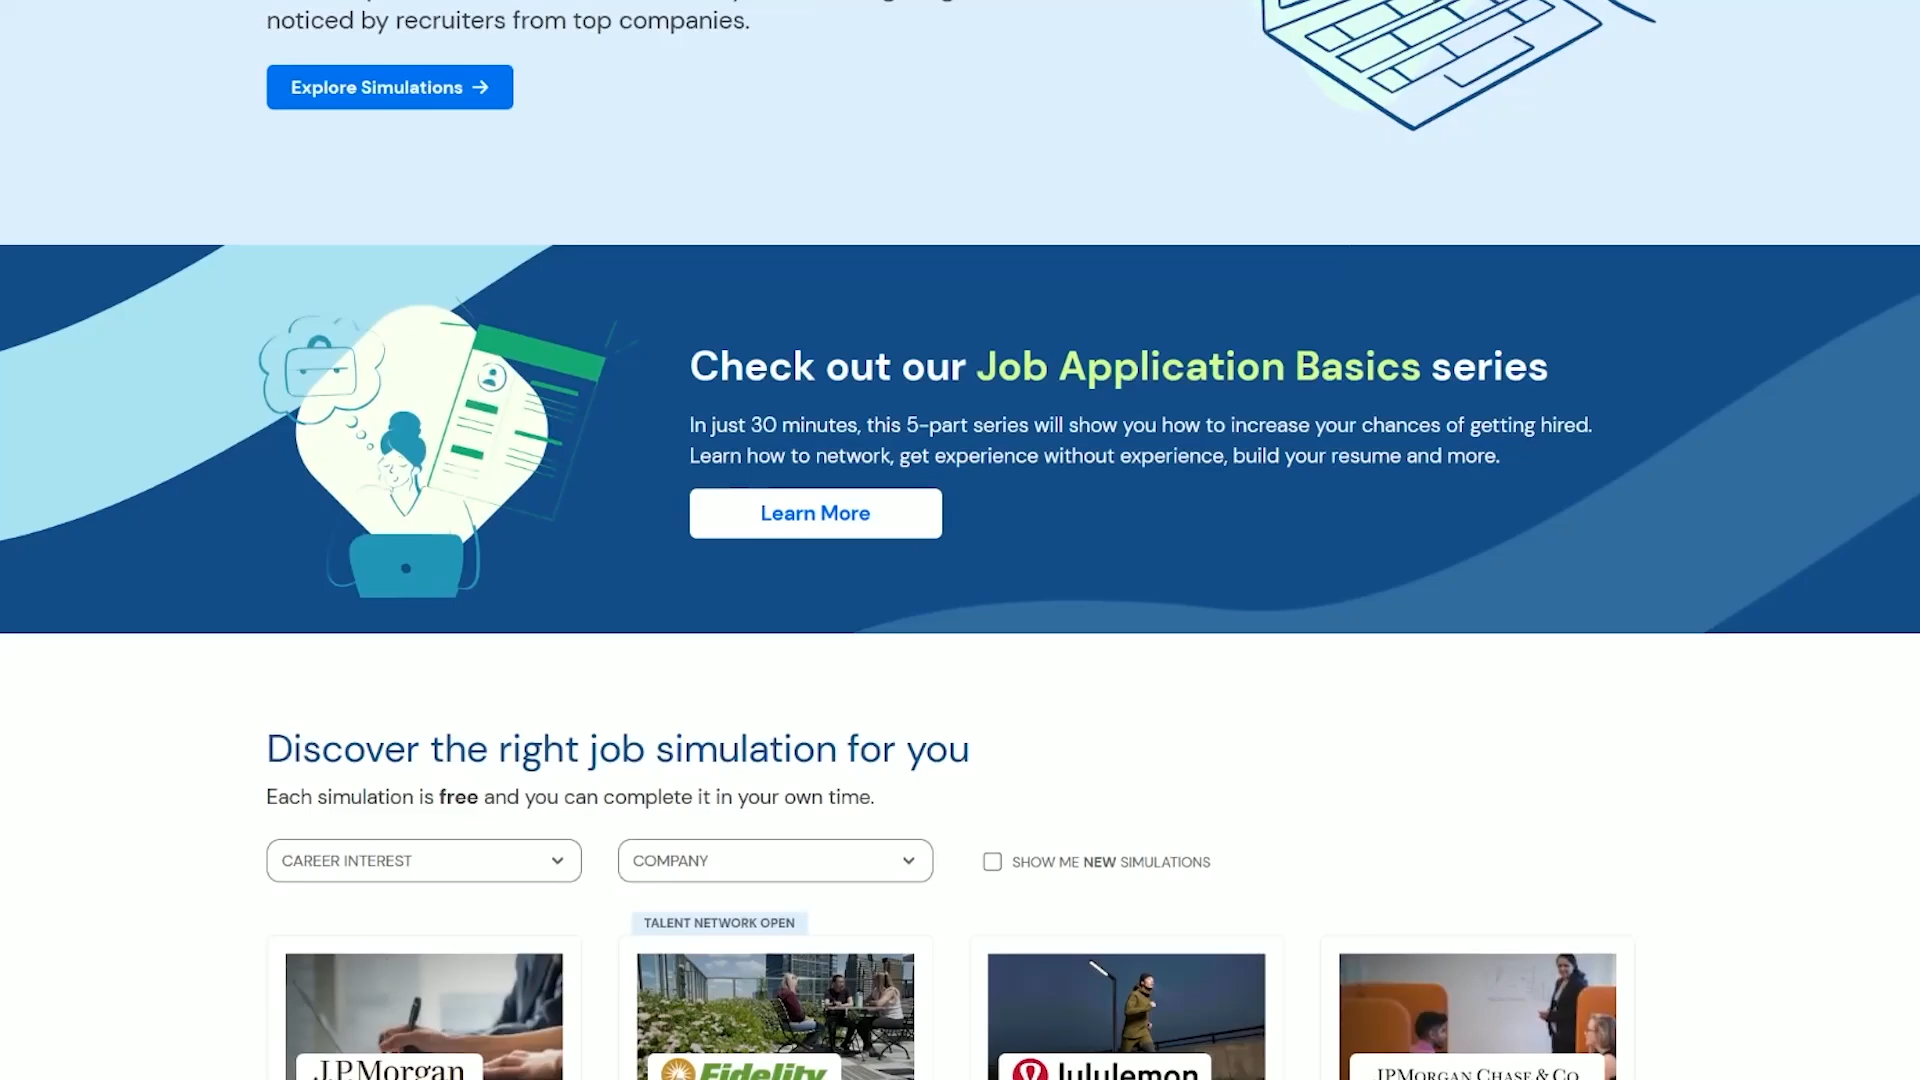 noticed by recruiters from top companies.
Explore Simulations →
Check out our Job Application Basics series
In just 30 minutes, this 5-part series will show you how to increase your chances of getting hired.
Learn how to network, get experience without experience, build your resume and more.
Learn More
Discover the right job simulation for you
Each simulation is free and you can complete it in your own time.
CAREER INTEREST
COMPANY
SHOW ME NEW SIMULATIONS
TALENT NETWORK OPEN
J.P.Morgan
Fidelity
lululemon
JPMORGAN CHASE & CO.